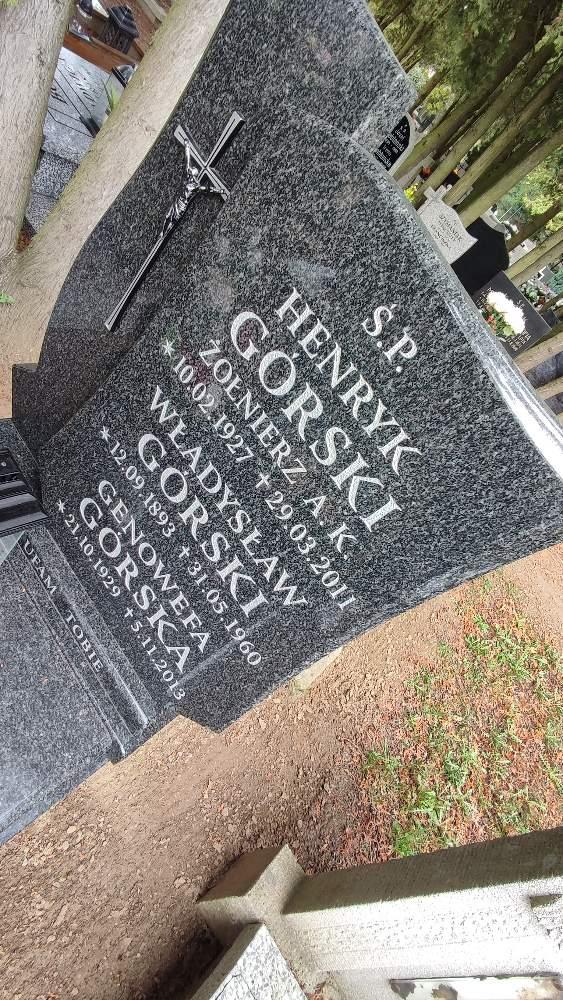 Ś.P.
HENRYK
GÓRSKI
ŻOŁNIERZ A.K.
* 10.02.1927 † 29.03.2011
WŁADYSŁAW
GÓRSKI
* 12.09.1893 † 31.05.1960
GENOWEFA
GÓRSKA
* 21.10.1929 † 5.11.2013
UFAM TOBIE